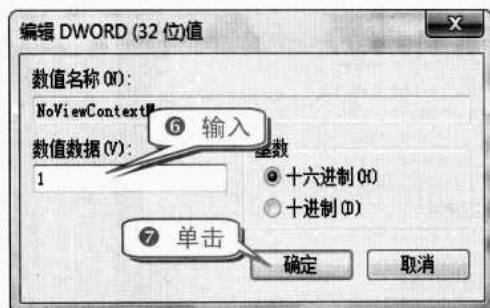 编辑 DWORD (32 位)值
数值名称(N):
NoViewContextM
❻ 输入
数值数据(V):
基数
1
十六进制(H)
十进制(D)
❼ 单击
确定
取消